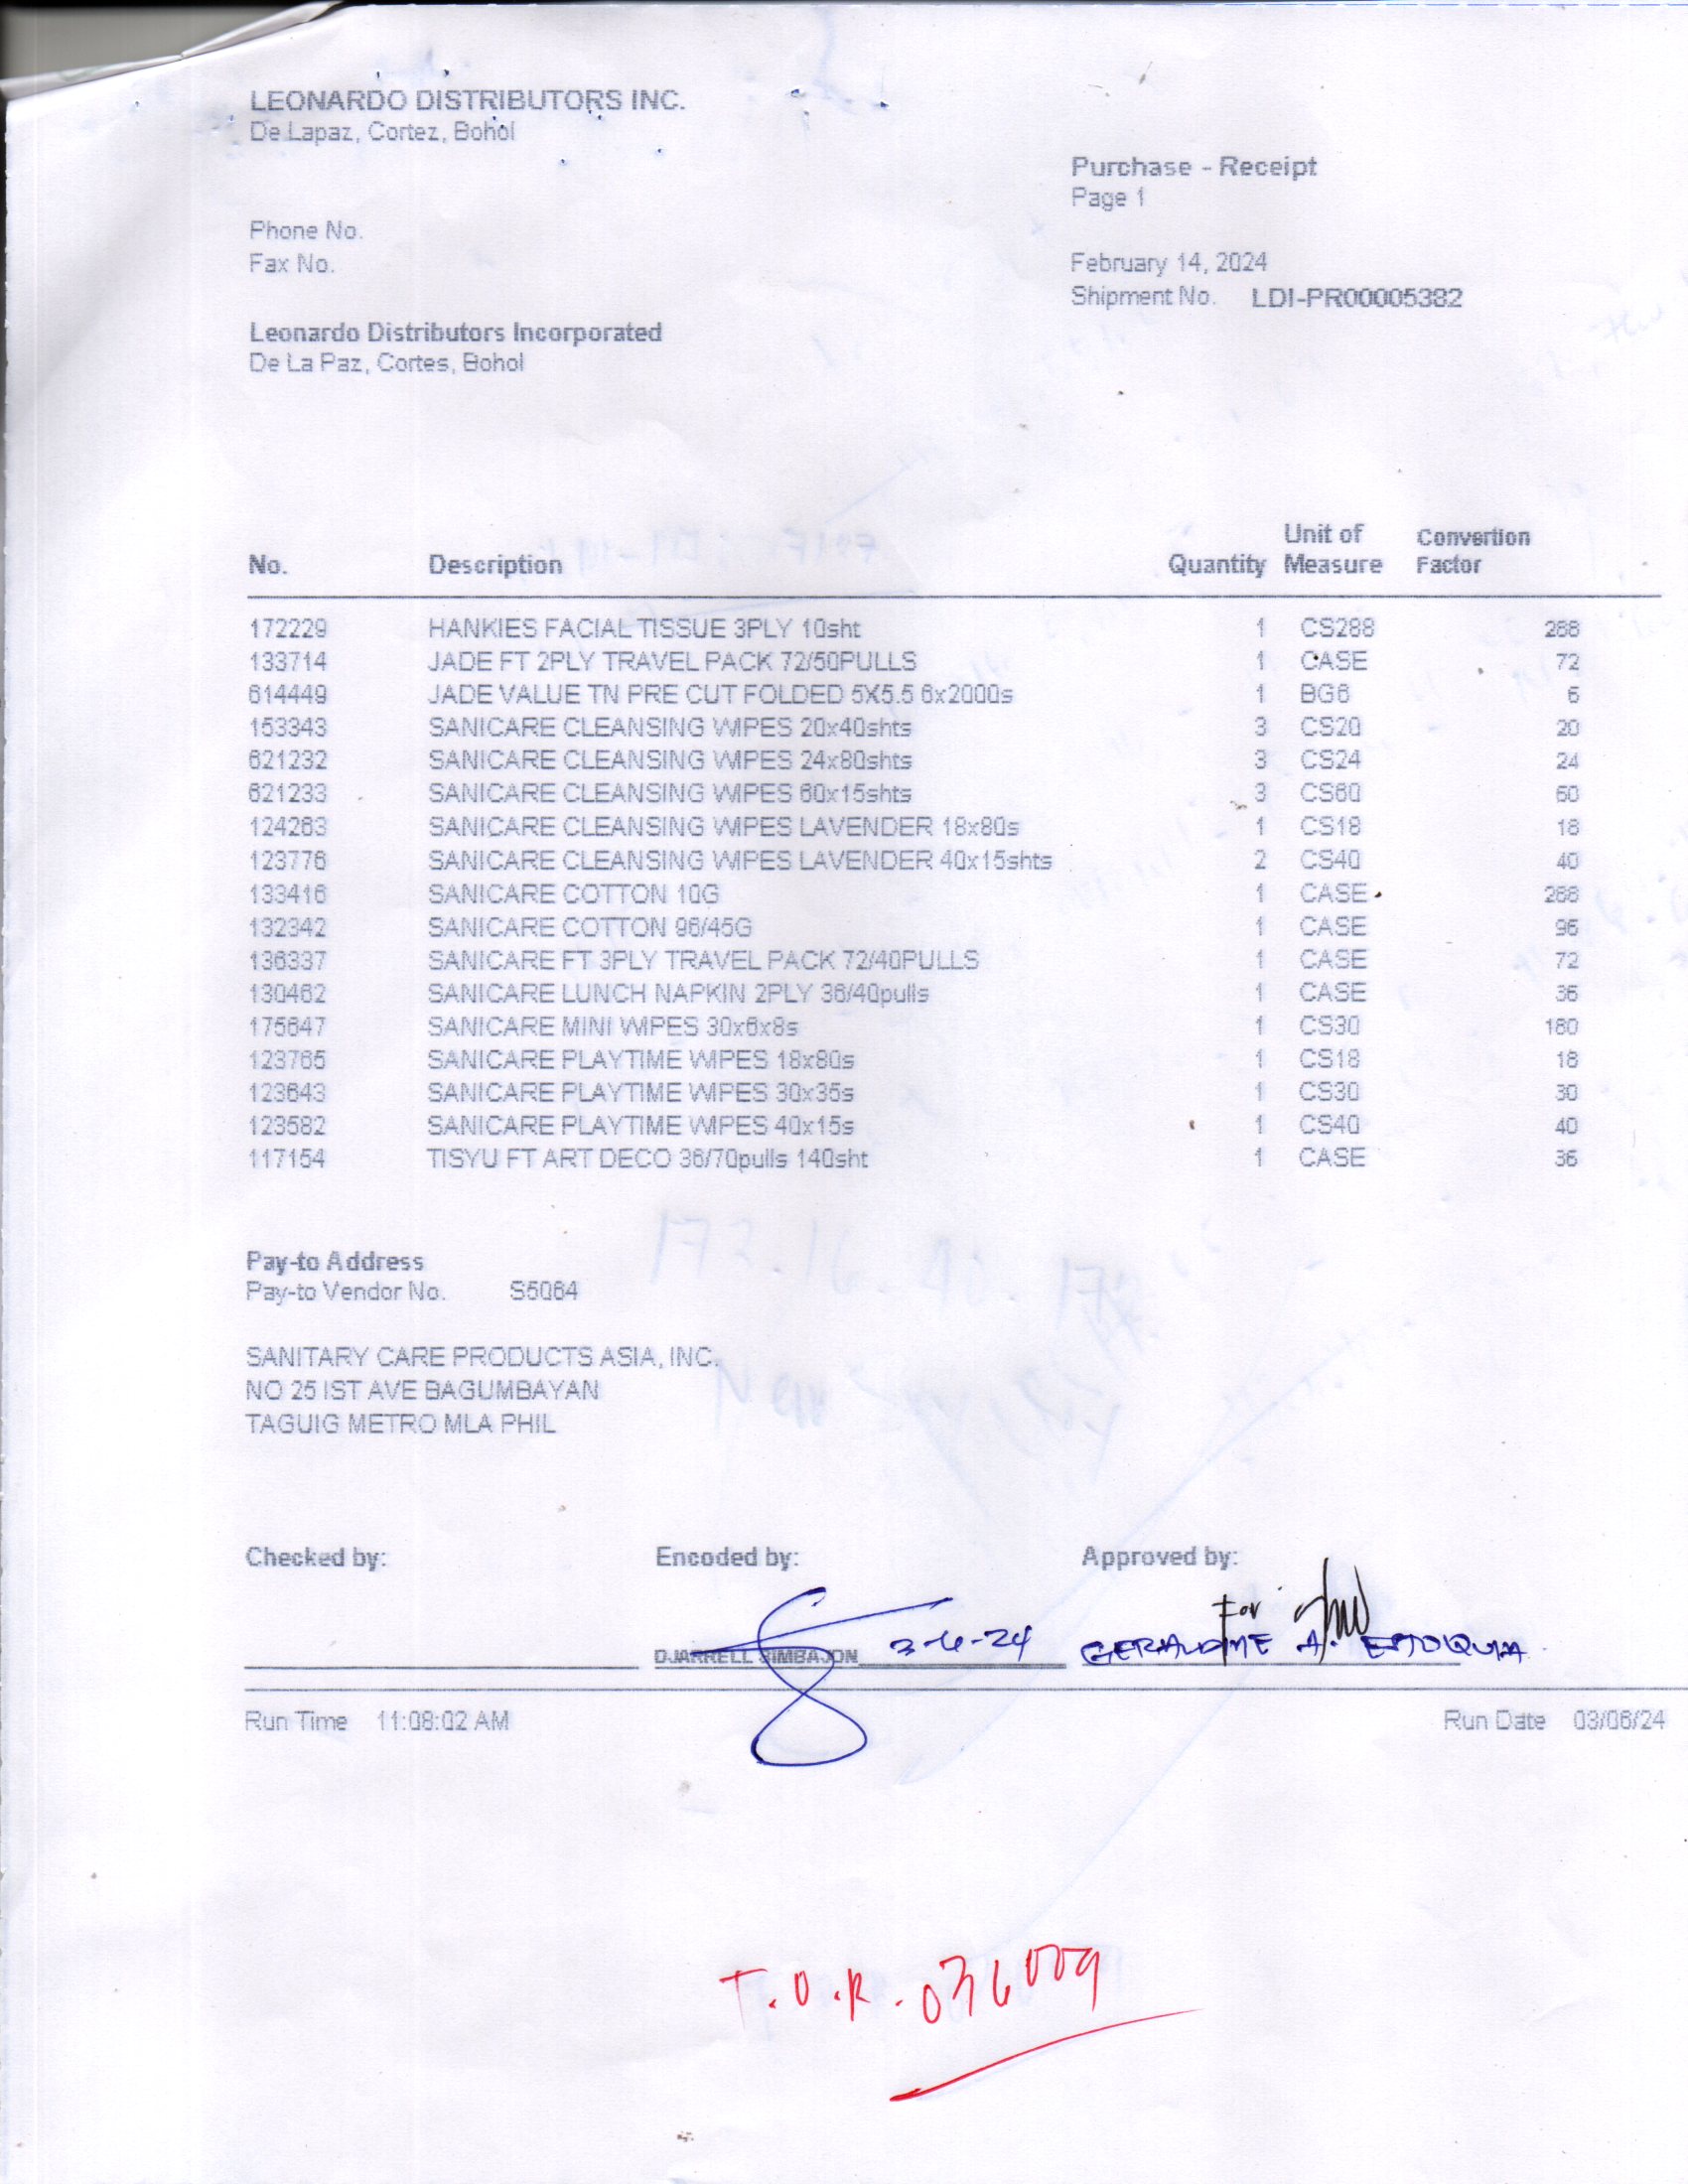 LEONARDO DISTRIBUTORS INC.
De Lapaz, Cortez, Bohol
Purchase - Receipt
Page 1
Phone No.
Fax No.
February 14, 2024
Shipment No. LDI-PR00005382
Leonardo Distributors Incorporated
De La Paz, Cortes, Bohol
No. Description Quantity Unit of Measure Convertion Factor
172229 HANKIES FACIAL TISSUE 3PLY 10sht 1 CS288 288
133714 JADE FT 2PLY TRAVEL PACK 72/50PULLS 1 CASE 72
614449 JADE VALUE TN PRE CUT FOLDED 5X5.5 6x2000s 1 BG6 6
153343 SANICARE CLEANSING WIPES 20x40shts 3 CS20 20
621232 SANICARE CLEANSING WIPES 24x80shts 3 CS24 24
621233 SANICARE CLEANSING WIPES 60x15shts 3 CS60 60
124263 SANICARE CLEANSING WIPES LAVENDER 18x80s 1 CS18 18
123776 SANICARE CLEANSING WIPES LAVENDER 40x15shts 2 CS40 40
133416 SANICARE COTTON 10G 1 CASE 288
132342 SANICARE COTTON 96/45G 1 CASE 96
136337 SANICARE FT 3PLY TRAVEL PACK 72/40PULLS 1 CASE 72
130462 SANICARE LUNCH NAPKIN 2PLY 36/40pulls 1 CASE 36
175647 SANICARE MINI WIPES 30x6x8s 1 CS30 180
123765 SANICARE PLAYTIME WIPES 18x80s 1 CS18 18
123643 SANICARE PLAYTIME WIPES 30x35s 1 CS30 30
123582 SANICARE PLAYTIME WIPES 40x15s 1 CS40 40
117154 TISYU FT ART DECO 36/70pulls 140sht 1 CASE 36
Pay-to Address
Pay-to Vendor No. S5064
SANITARY CARE PRODUCTS ASIA, INC.
NO 25 IST AVE BAGUMBAYAN
TAGUIG METRO MLA PHIL
Checked by: Encoded by: Approved by:
For
DJARRELL SIMBAJON 3-6-24 GERALDINE A. ESTOQUIA
Run Time 11:08:02 AM Run Date 03/06/24
T.O.R. 036009